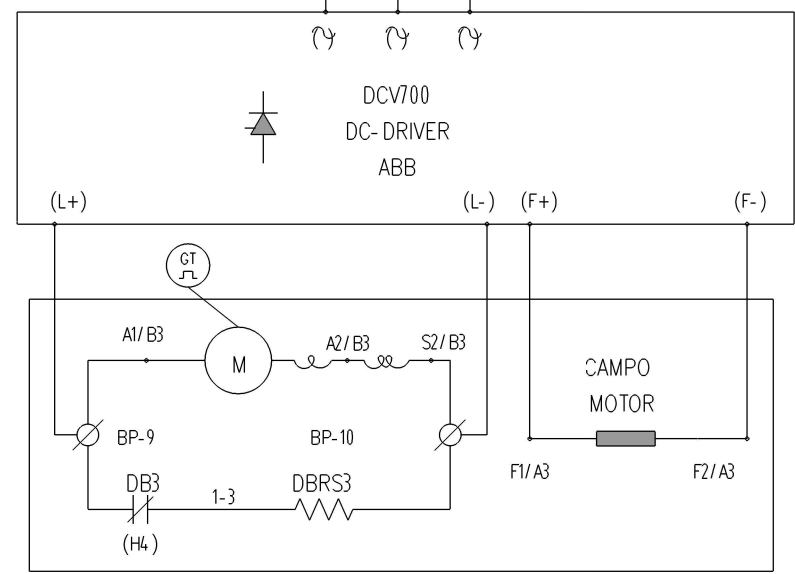 DCV700
DC-DRIVER
ABB
(L+) (L-) (F+) (F-)
GT
A1/B3 A2/B3 S2/B3
M
CAMPO
MOTOR
BP-9 BP-10
F1/A3 F2/A3
DB3 1-3 DBRS3
(H4)